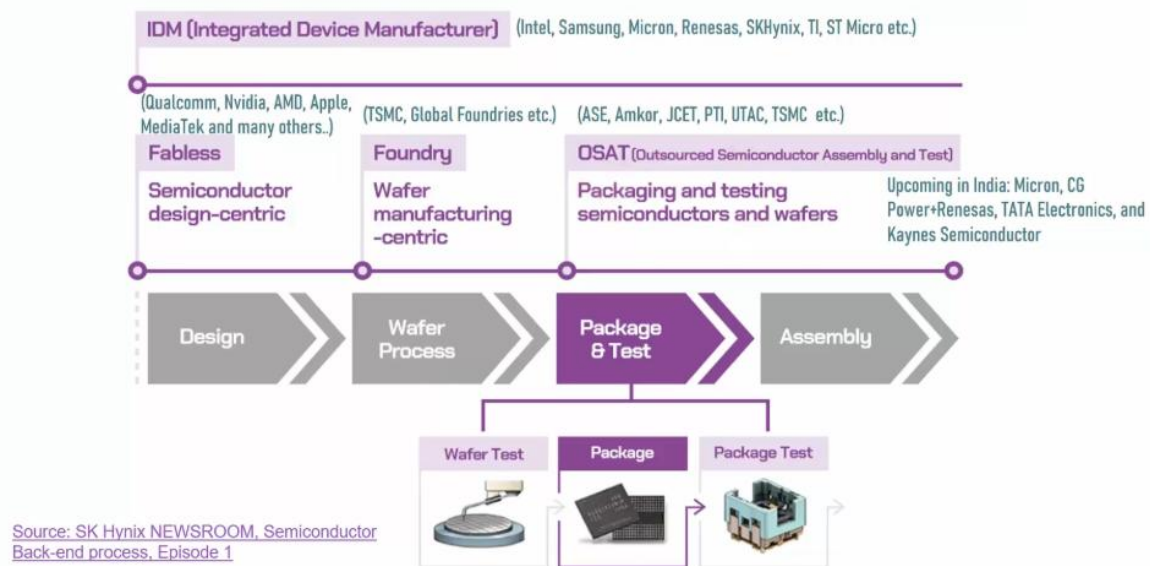 IDM (Integrated Device Manufacturer) (Intel, Samsung, Micron, Renesas, SKHynix, TI, ST Micro etc.)
(Qualcomm, Nvidia, AMD, Apple,
MediaTek and many others..)
(TSMC, Global Foundries etc.)
(ASE, Amkor, JCET, PTI, UTAC, TSMC etc.)
Fabless
Semiconductor
design-centric
Foundry
Wafer
manufacturing
-centric
OSAT (Outsourced Semiconductor Assembly and Test)
Packaging and testing
semiconductors and wafers
Upcoming in India: Micron, CG
Power+Renesas, TATA Electronics, and
Kaynes Semiconductor
Design
Wafer
Process
Package
& Test
Assembly
Wafer Test
Package
Package Test
Source: SK Hynix NEWSROOM, Semiconductor
Back-end process, Episode 1